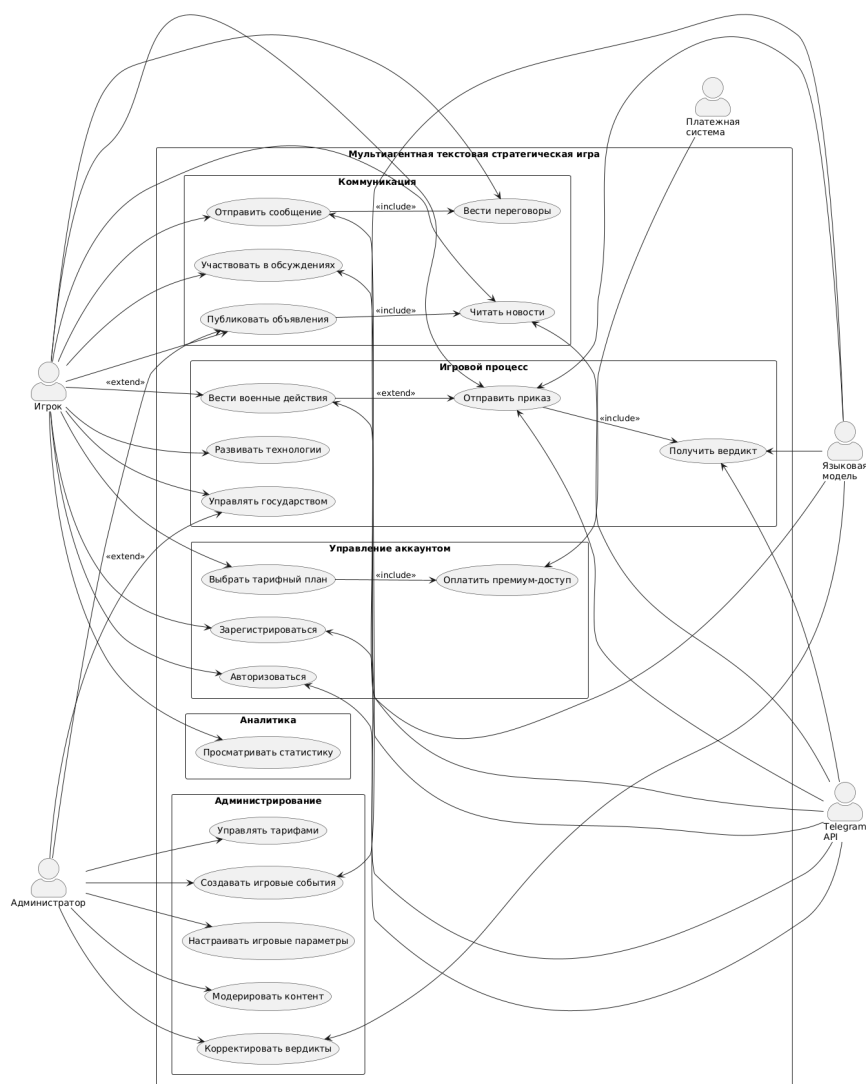 Платежная
система
Мультиагентная текстовая стратегическая игра
Коммуникация
Отправить сообщение
«include»
Вести переговоры
Участвовать в обсуждениях
Публиковать объявления
«include»
Читать новости
Игровой процесс
Игрок
«extend»
Вести военные действия
«extend»
Отправить приказ
«include»
Развивать технологии
Получить вердикт
Языковая
модель
Управлять государством
Управление аккаунтом
«extend»
Выбрать тарифный план
«include»
Оплатить премиум-доступ
Зарегистрироваться
Авторизоваться
Аналитика
Просматривать статистику
Администрирование
Управлять тарифами
Telegram
API
Создавать игровые события
Администратор
Настраивать игровые параметры
Модерировать контент
Корректировать вердикты